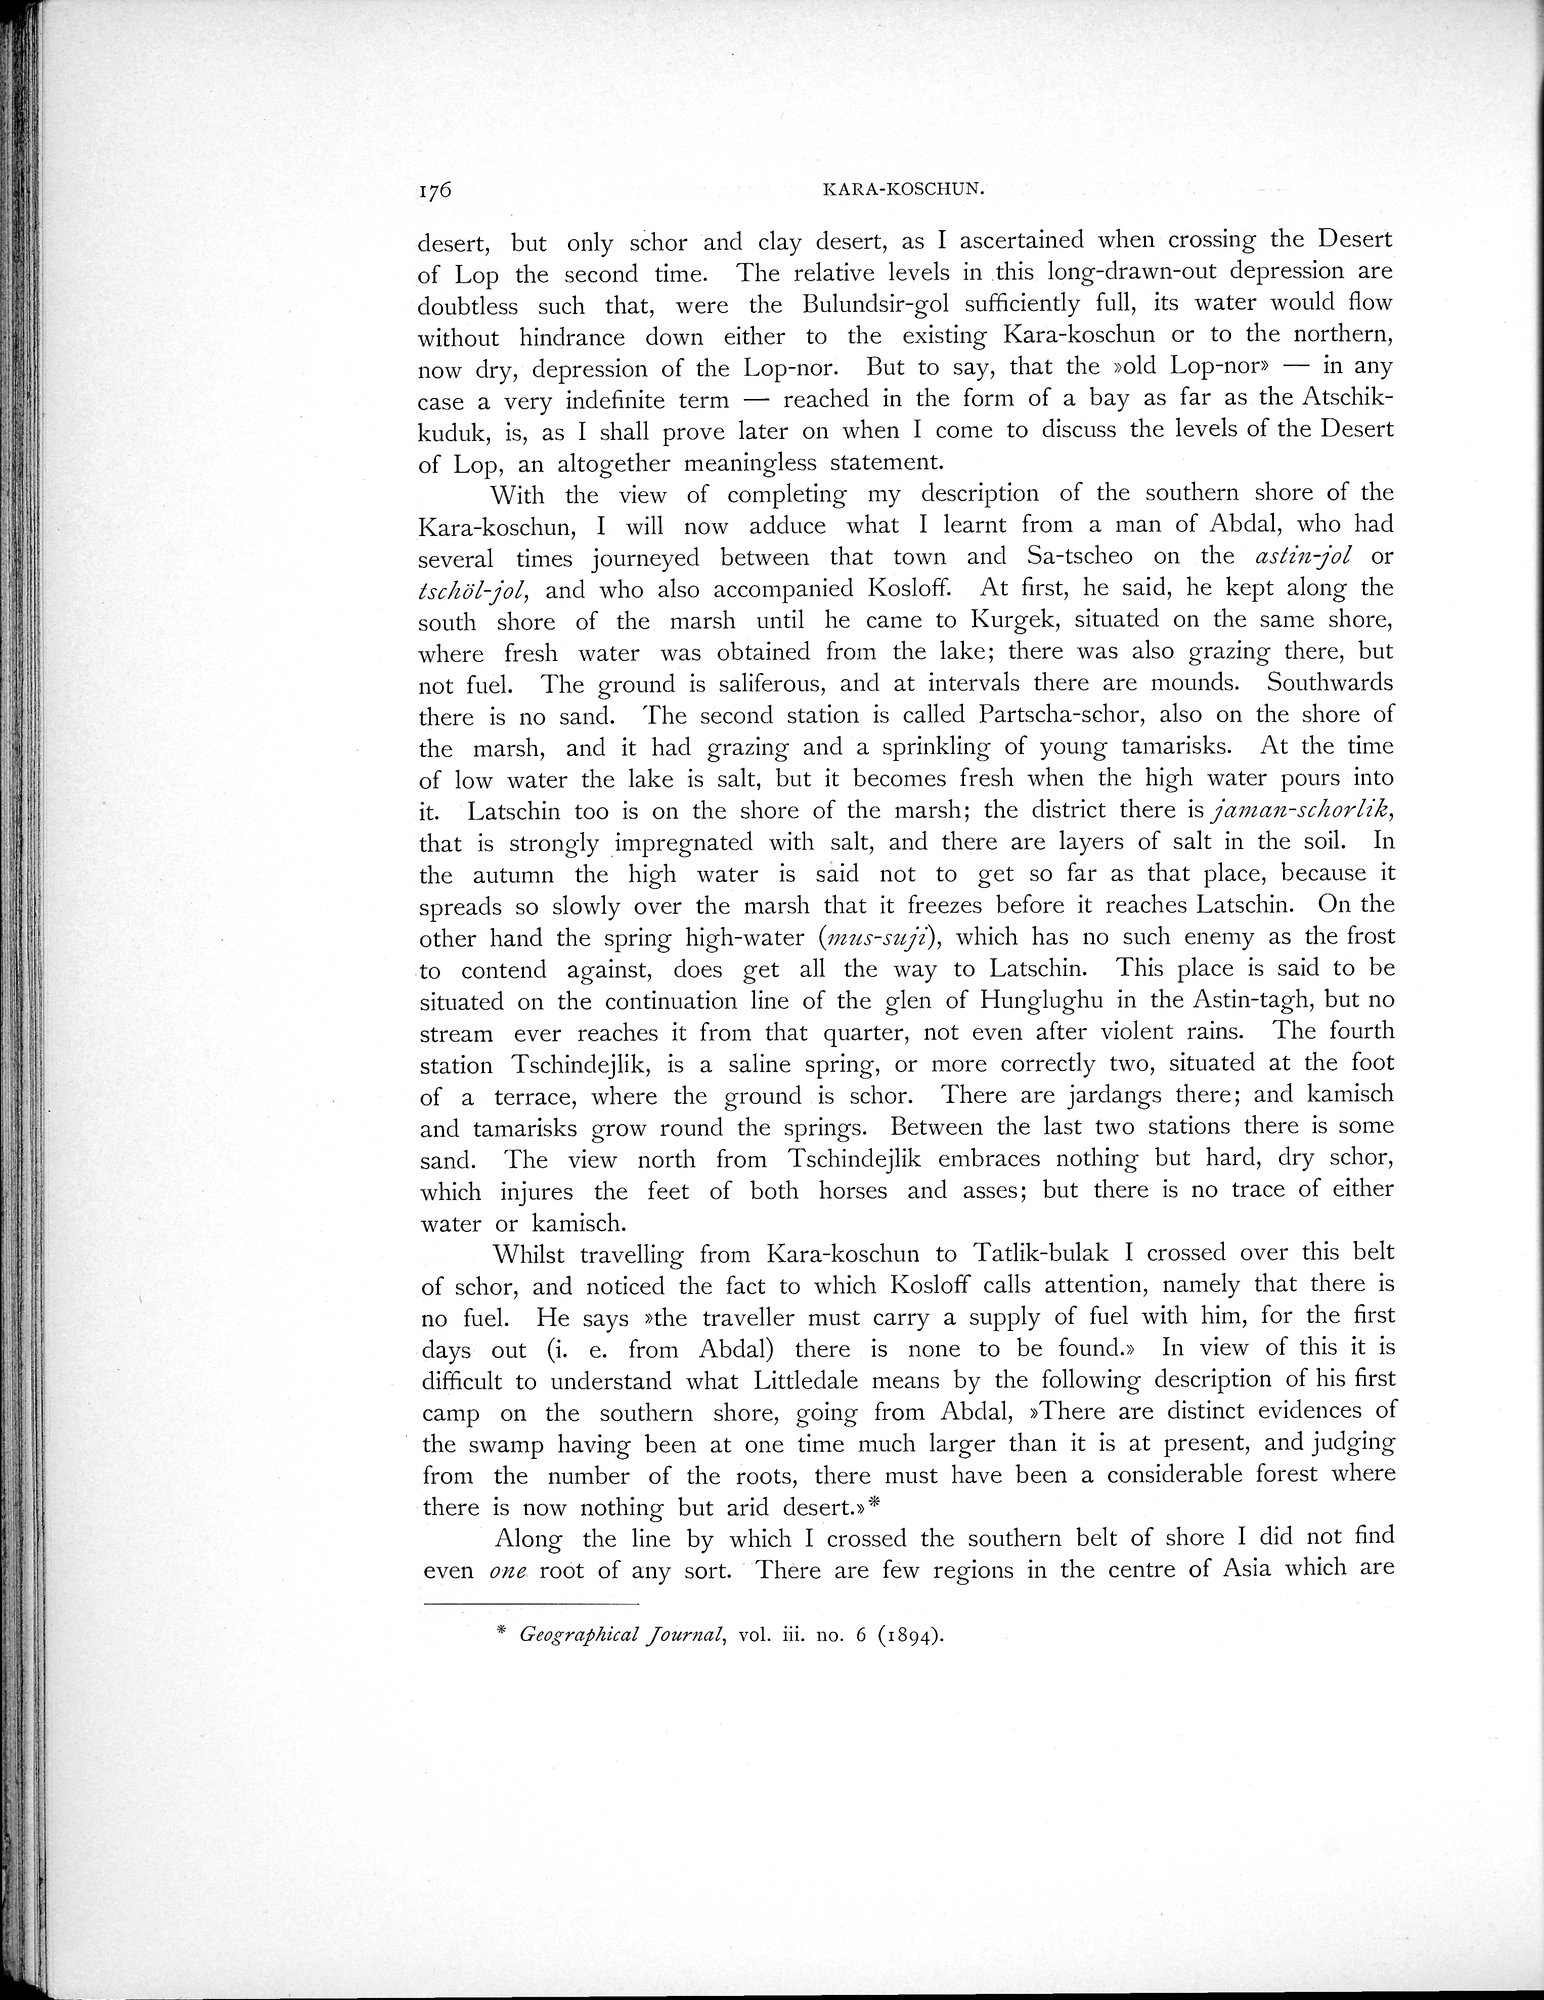 176 KARA-KOSCHUN.
desert, but only schor and clay desert, as I ascertained when crossing the Desert
of Lop the second time. The relative levels in this long-drawn-out depression are
doubtless such that, were the Bulundsir-gol sufficiently full, its water would flow
without hindrance down either to the existing Kara-koschun or to the northern,
now dry, depression of the Lop-nor. But to say, that the »old Lop-nor» — in any
case a very indefinite term — reached in the form of a bay as far as the Atschik-
kuduk, is, as I shall prove later on when I come to discuss the levels of the Desert
of Lop, an altogether meaningless statement.
With the view of completing my description of the southern shore of the
Kara-koschun, I will now adduce what I learnt from a man of Abdal, who had
several times journeyed between that town and Sa-tscheo on the astin-jol or
tschöl-jol, and who also accompanied Kosloff. At first, he said, he kept along the
south shore of the marsh until he came to Kurgek, situated on the same shore,
where fresh water was obtained from the lake; there was also grazing there, but
not fuel. The ground is saliferous, and at intervals there are mounds. Southwards
there is no sand. The second station is called Partscha-schor, also on the shore of
the marsh, and it had grazing and a sprinkling of young tamarisks. At the time
of low water the lake is salt, but it becomes fresh when the high water pours into
it. Latschin too is on the shore of the marsh; the district there is jaman-schorlik,
that is strongly impregnated with salt, and there are layers of salt in the soil. In
the autumn the high water is said not to get so far as that place, because it
spreads so slowly over the marsh that it freezes before it reaches Latschin. On the
other hand the spring high-water (mus-suji), which has no such enemy as the frost
to contend against, does get all the way to Latschin. This place is said to be
situated on the continuation line of the glen of Hunglughu in the Astin-tagh, but no
stream ever reaches it from that quarter, not even after violent rains. The fourth
station Tschindejlik, is a saline spring, or more correctly two, situated at the foot
of a terrace, where the ground is schor. There are jardangs there; and kamisch
and tamarisks grow round the springs. Between the last two stations there is some
sand. The view north from Tschindejlik embraces nothing but hard, dry schor,
which injures the feet of both horses and asses; but there is no trace of either
water or kamisch.
Whilst travelling from Kara-koschun to Tatlik-bulak I crossed over this belt
of schor, and noticed the fact to which Kosloff calls attention, namely that there is
no fuel. He says »the traveller must carry a supply of fuel with him, for the first
days out (i. e. from Abdal) there is none to be found.» In view of this it is
difficult to understand what Littledale means by the following description of his first
camp on the southern shore, going from Abdal, »There are distinct evidences of
the swamp having been at one time much larger than it is at present, and judging
from the number of the roots, there must have been a considerable forest where
there is now nothing but arid desert.»*
Along the line by which I crossed the southern belt of shore I did not find
even one root of any sort. There are few regions in the centre of Asia which are
* Geographical Journal, vol. iii. no. 6 (1894).